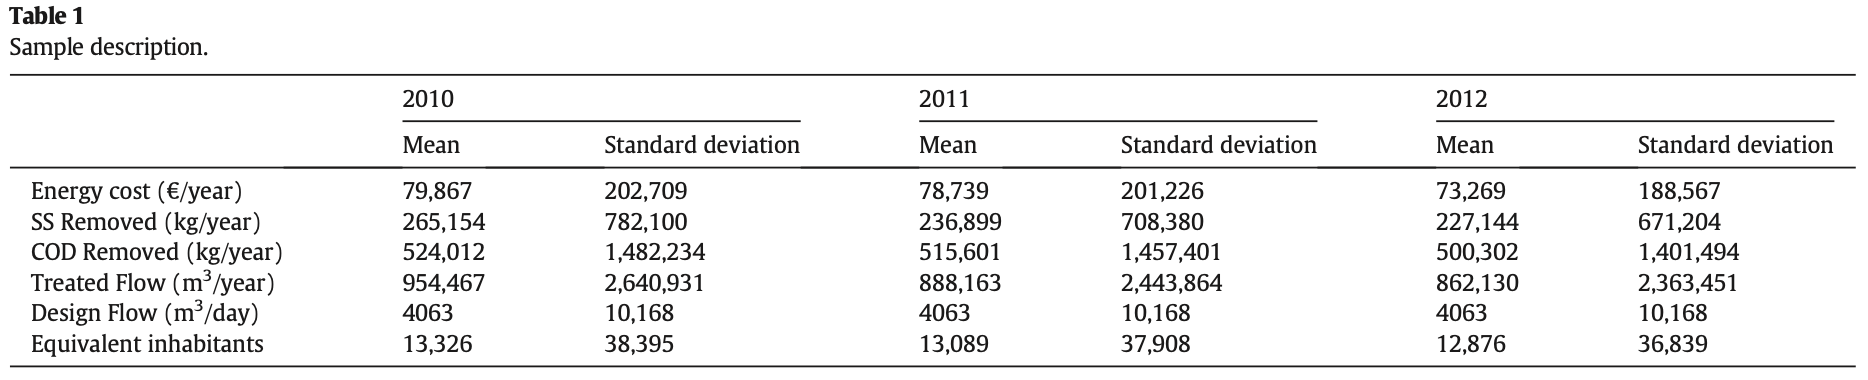 Table 1
Sample description.
2010 2011 2012
Mean Standard deviation Mean Standard deviation Mean Standard deviation
Energy cost (€/year) 79,867 202,709 78,739 201,226 73,269 188,567
SS Removed (kg/year) 265,154 782,100 236,899 708,380 227,144 671,204
COD Removed (kg/year) 524,012 1,482,234 515,601 1,457,401 500,302 1,401,494
Treated Flow (m³/year) 954,467 2,640,931 888,163 2,443,864 862,130 2,363,451
Design Flow (m³/day) 4063 10,168 4063 10,168 4063 10,168
Equivalent inhabitants 13,326 38,395 13,089 37,908 12,876 36,839